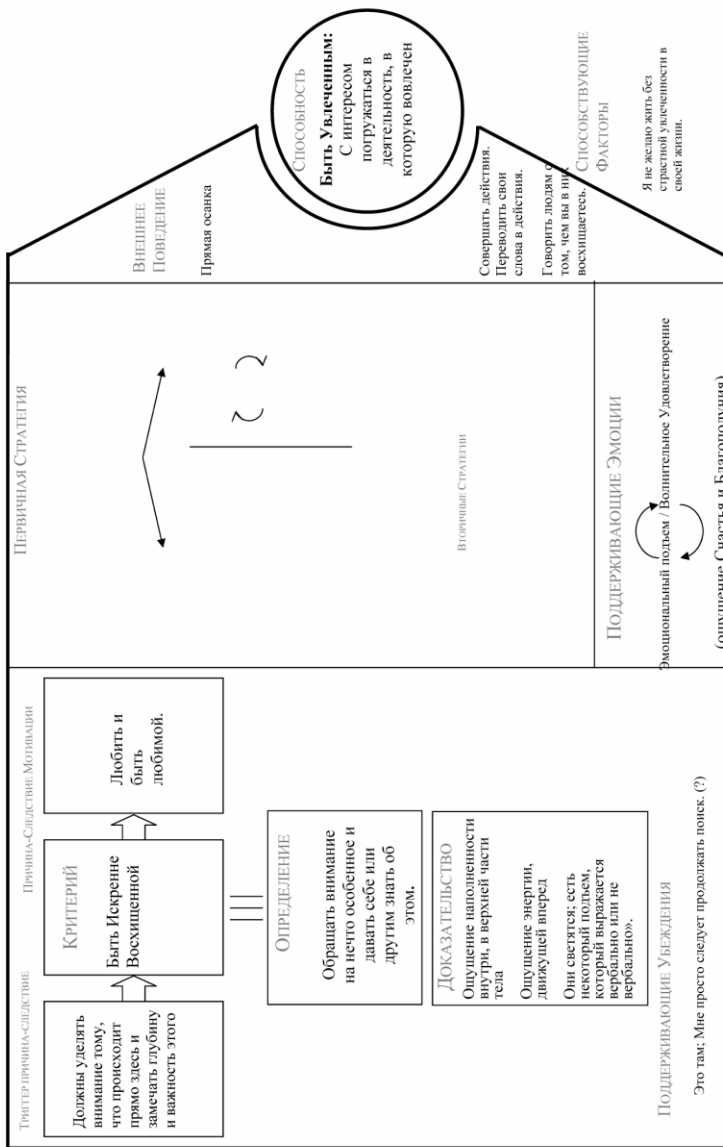 Триггер причина-следствие
Причина-Следствие Мотивации
Должны уделять
внимание тому,
что происходит
прямо здесь и
замечать глубину
и важность этого
Критерий
Быть Искренне
Восхищенной
Любить и
быть
любимой.
Определение
Обращать внимание
на нечто особенное и
давать себе или
другим знать об
этом.
Доказательство
Ощущение наполненности
внутри, в верхней части
тела
Ощущение энергии,
движущей вперед
Они светятся; есть
некоторый подъем,
который выражается
вербально или не
вербально».
Поддерживающие Убеждения
Это там; Мне просто следует продолжать поиск. (?)
Первичная Стратегия
Вторичные Стратегии
Поддерживающие Эмоции
Эмоциональный подъем / Волнительное Удовлетворение
(ощущение Счастья и Благополучия)
Внешнее
Поведение
Прямая осанка
Совершать действия.
Переводить свои
слова в действия.
Говорить людям о
том, чем вы в них
восхищаетесь.
Способность
Быть Увлеченным:
С интересом
погружаться в
деятельность, в
которую вовлечен
Способствующие
Факторы
Я не желаю жить без
страстной увлеченности в
своей жизни.